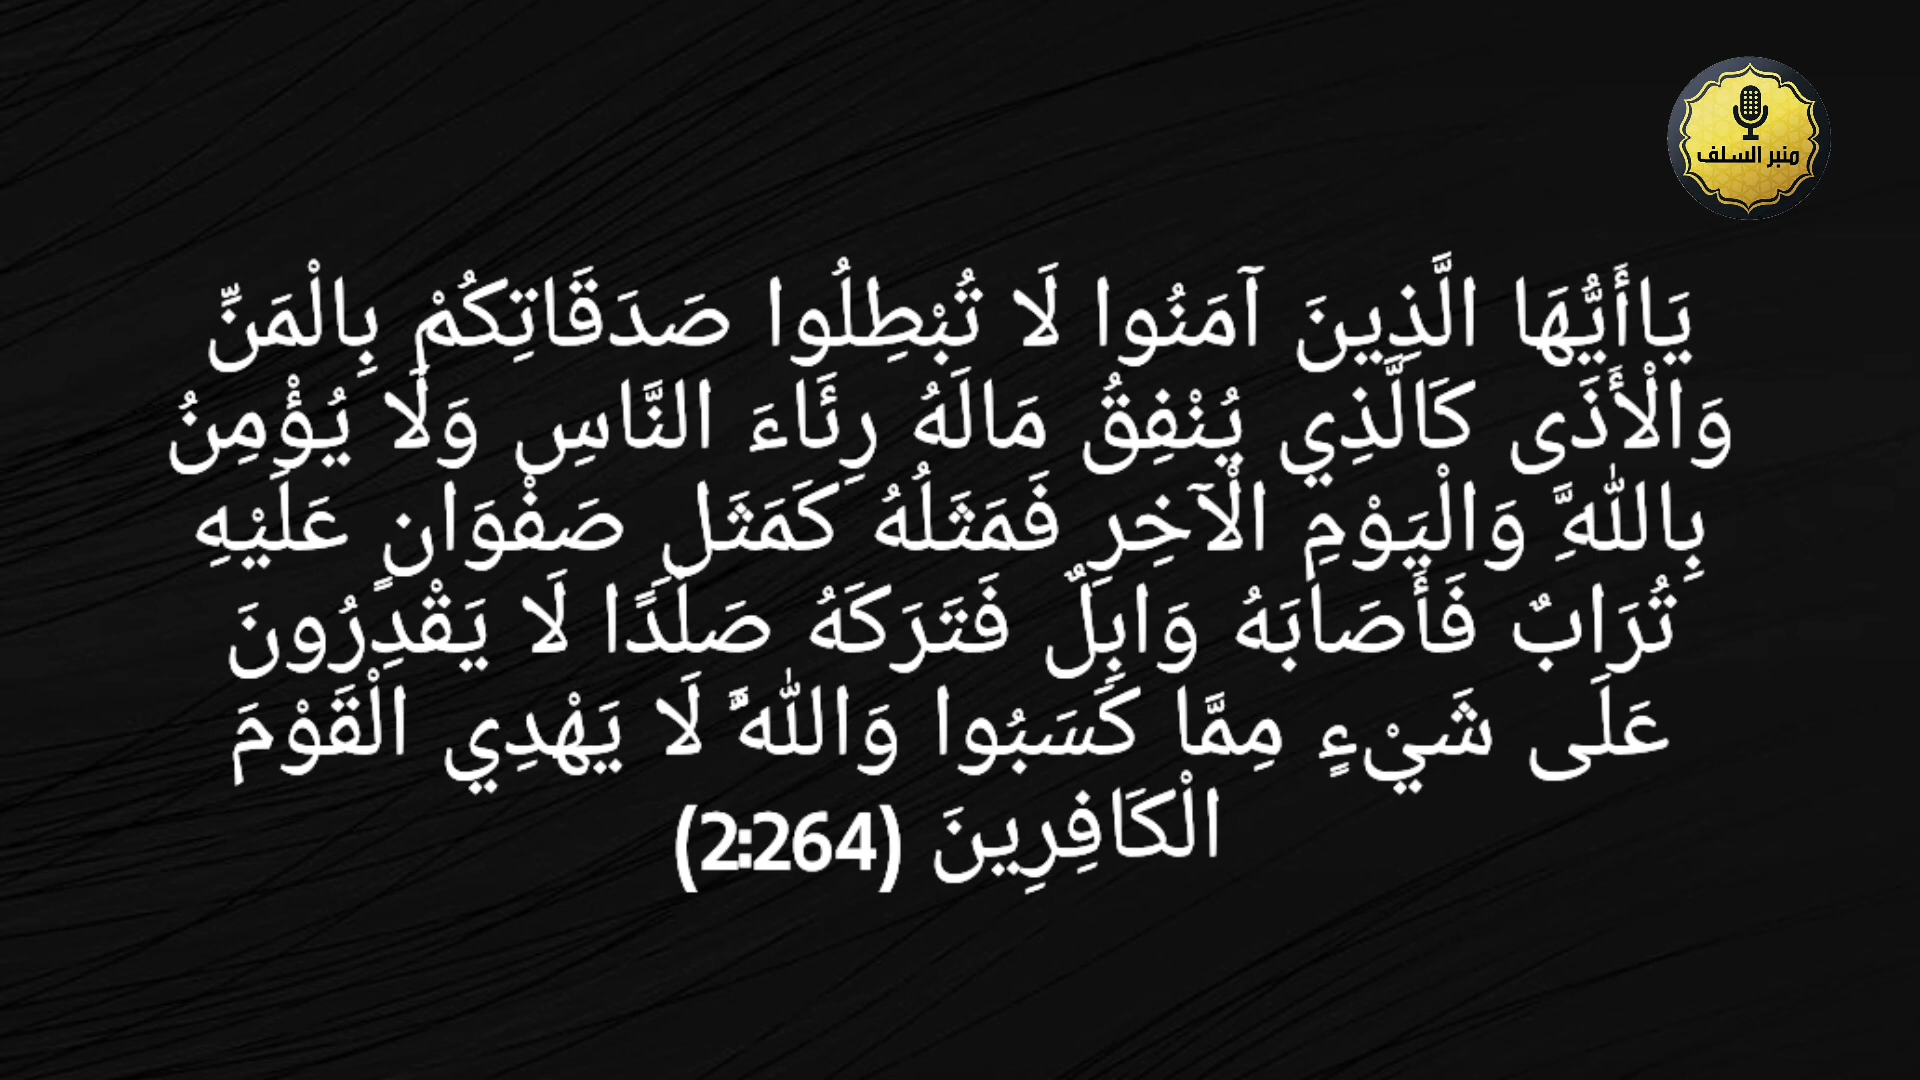 منبر السلف
يَاأَيُّهَا الَّذِينَ آمَنُوا لَا تُبْطِلُوا صَدَقَاتِكُمْ بِالْمَنِّ
وَالْأَذَى كَالَّذِي يُنْفِقُ مَالَهُ رِئَاءَ النَّاسِ وَلَا يُؤْمِنُ
بِاللَّهِ وَالْيَوْمِ الْآخِرِ فَمَثَلُهُ كَمَثَلِ صَفْوَانٍ عَلَيْهِ
تُرَابٌ فَأَصَابَهُ وَابِلٌ فَتَرَكَهُ صَلْدًا لَا يَقْدِرُونَ
عَلَى شَيْءٍ مِمَّا كَسَبُوا وَاللَّهُ لَا يَهْدِي الْقَوْمَ
الْكَافِرِينَ (2:264)